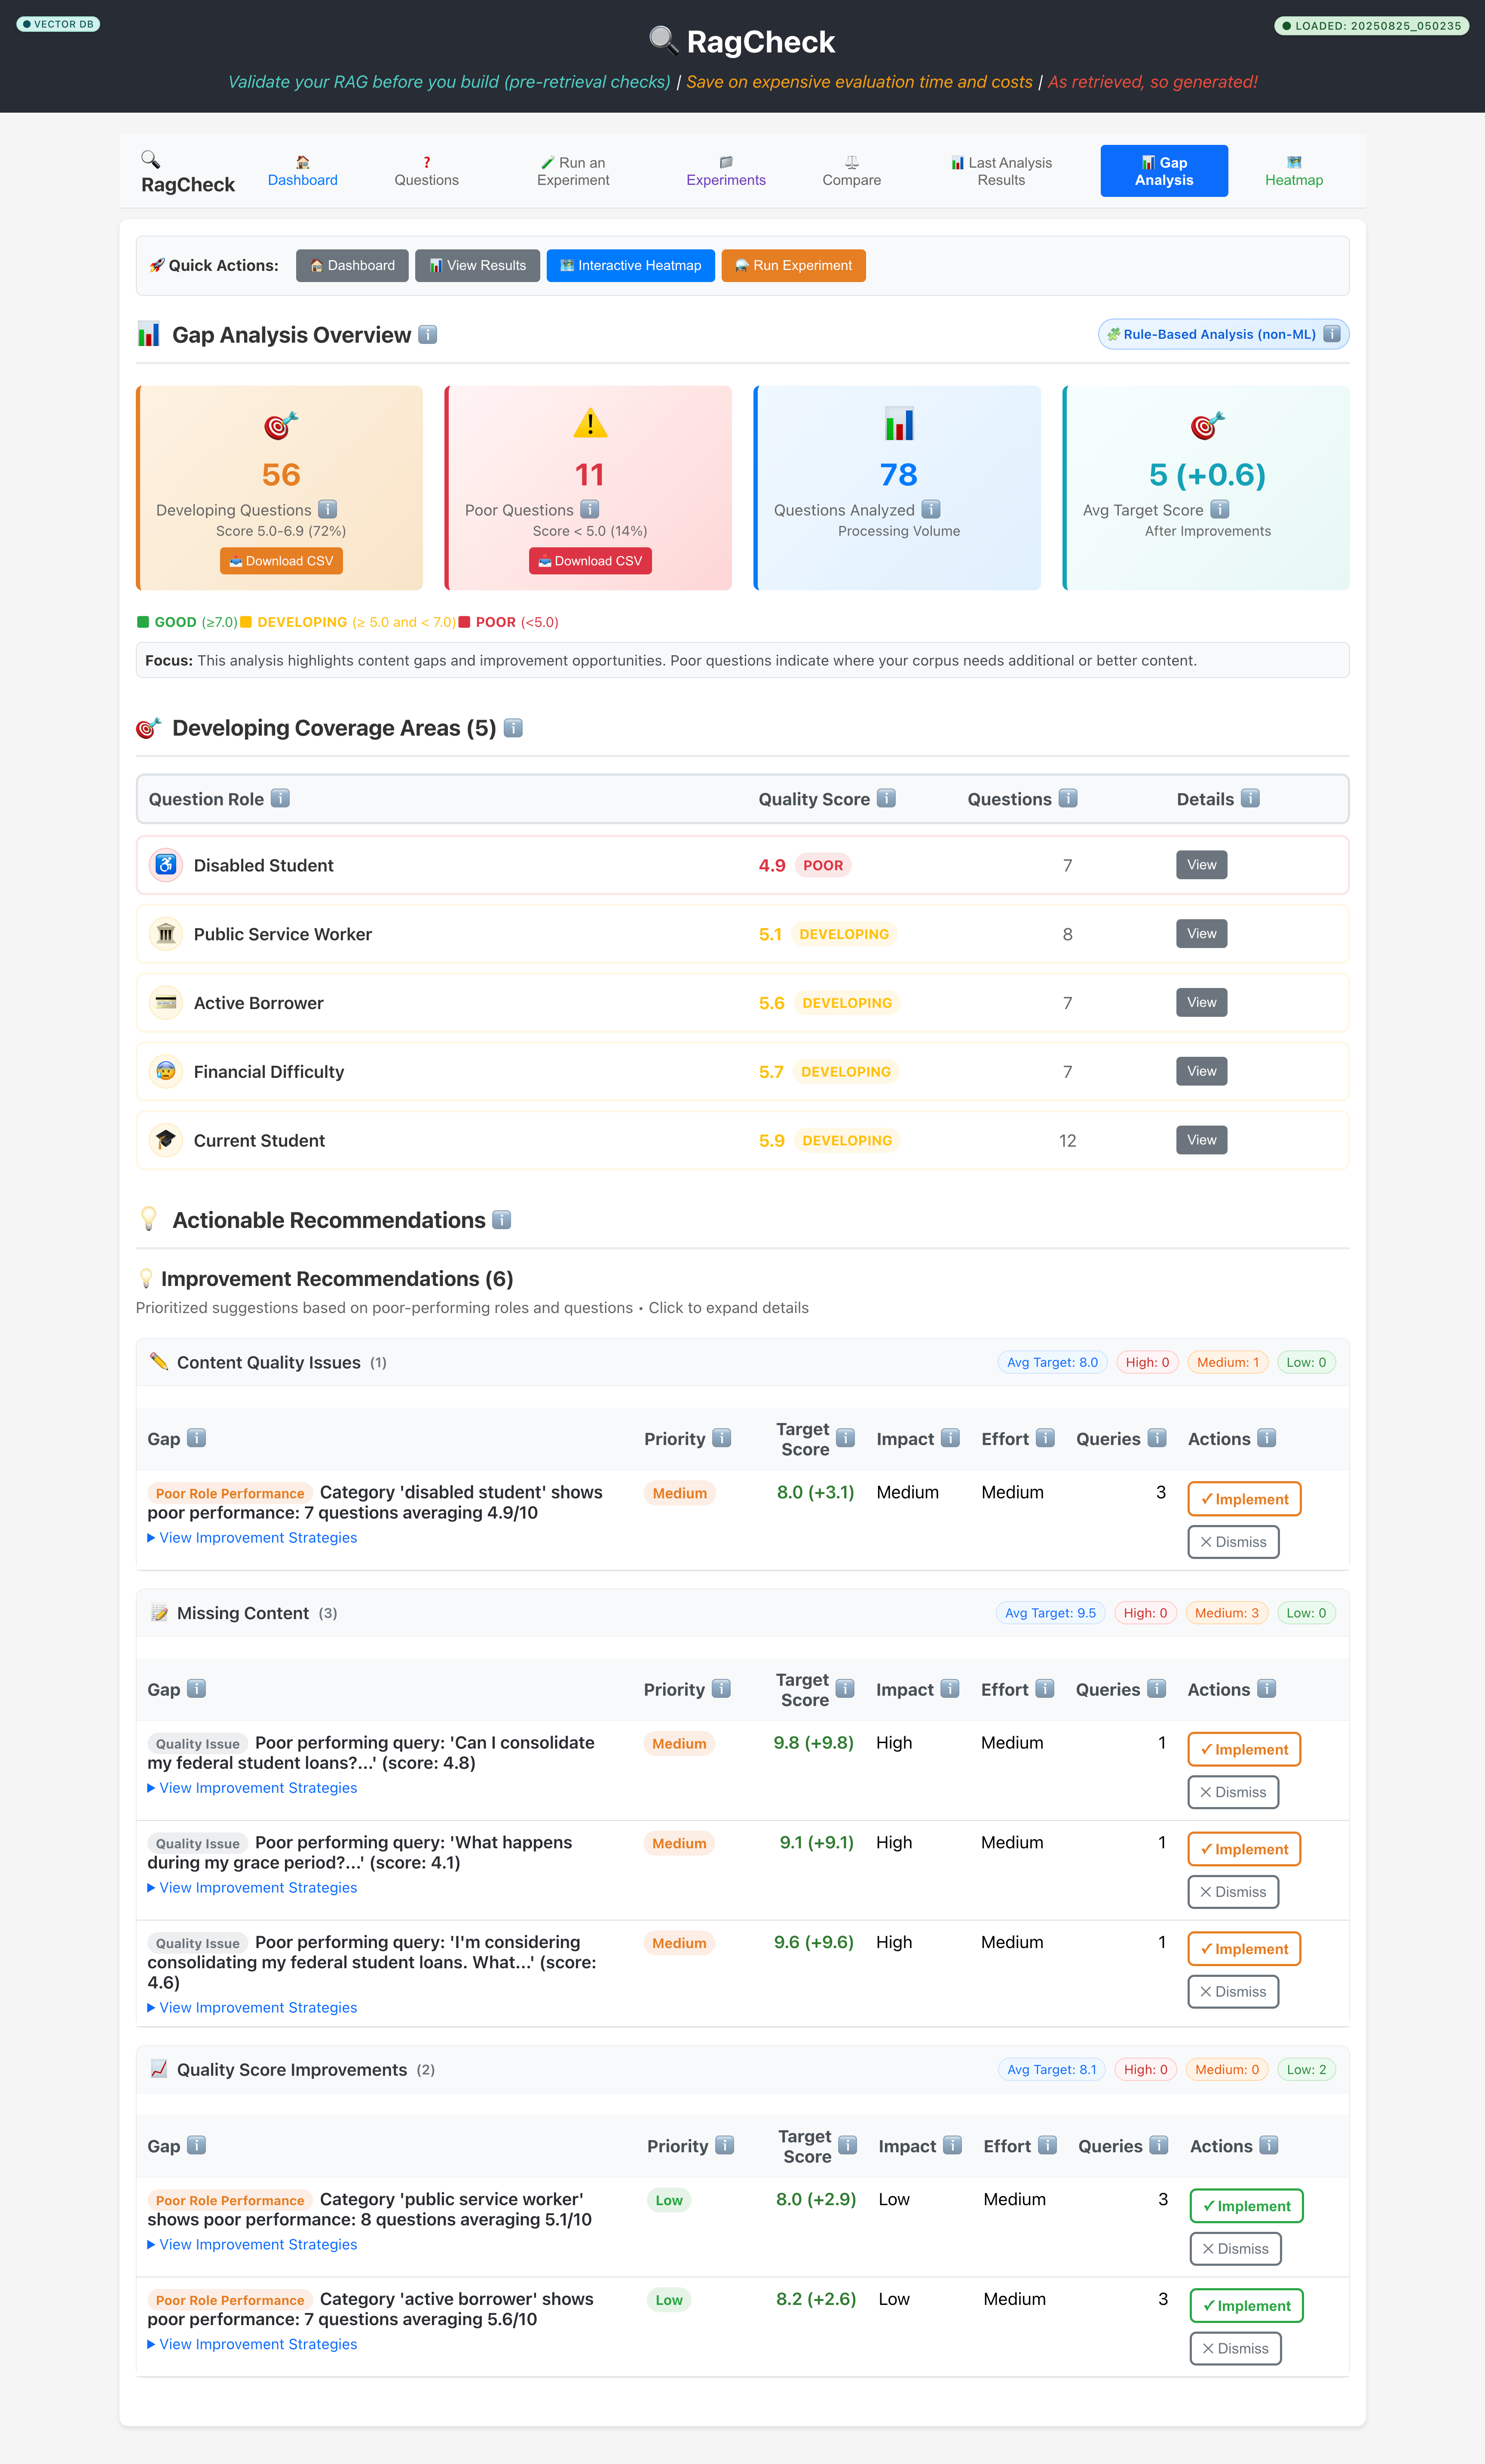 VECTOR DB
LOADED: 20250825_050235
RagCheck
Validate your RAG before you build (pre-retrieval checks) | Save on expensive evaluation time and costs | As retrieved, so generated!
RagCheck
Dashboard
Questions
Run an
Experiment
Experiments
Compare
Last Analysis
Results
Gap
Analysis
Heatmap
Quick Actions:
Dashboard
View Results
Interactive Heatmap
Run Experiment
Gap Analysis Overview
Rule-Based Analysis (non-ML)
56
Developing Questions
Score 5.0-6.9 (72%)
Download CSV
11
Poor Questions
Score < 5.0 (14%)
Download CSV
78
Questions Analyzed
Processing Volume
5 (+0.6)
Avg Target Score
After Improvements
GOOD (≥7.0) DEVELOPING (≥ 5.0 and < 7.0) POOR (<5.0)
Focus: This analysis highlights content gaps and improvement opportunities. Poor questions indicate where your corpus needs additional or better content.
Developing Coverage Areas (5)
Question Role Quality Score Questions Details
Disabled Student 4.9 POOR 7 View
Public Service Worker 5.1 DEVELOPING 8 View
Active Borrower 5.6 DEVELOPING 7 View
Financial Difficulty 5.7 DEVELOPING 7 View
Current Student 5.9 DEVELOPING 12 View
Actionable Recommendations
Improvement Recommendations (6)
Prioritized suggestions based on poor-performing roles and questions • Click to expand details
Content Quality Issues (1) Avg Target: 8.0 High: 0 Medium: 1 Low: 0
Gap Priority Target
Score Impact Effort Queries Actions
Poor Role Performance Category 'disabled student' shows
poor performance: 7 questions averaging 4.9/10
View Improvement Strategies
Medium 8.0 (+3.1) Medium Medium 3 ✓ Implement
✕ Dismiss
Missing Content (3) Avg Target: 9.5 High: 0 Medium: 3 Low: 0
Gap Priority Target
Score Impact Effort Queries Actions
Quality Issue Poor performing query: 'Can I consolidate
my federal student loans?...' (score: 4.8)
View Improvement Strategies
Medium 9.8 (+9.8) High Medium 1 ✓ Implement
✕ Dismiss
Quality Issue Poor performing query: 'What happens
during my grace period?...' (score: 4.1)
View Improvement Strategies
Medium 9.1 (+9.1) High Medium 1 ✓ Implement
✕ Dismiss
Quality Issue Poor performing query: 'I'm considering
consolidating my federal student loans. What...' (score:
4.6)
View Improvement Strategies
Medium 9.6 (+9.6) High Medium 1 ✓ Implement
✕ Dismiss
Quality Score Improvements (2) Avg Target: 8.1 High: 0 Medium: 0 Low: 2
Gap Priority Target
Score Impact Effort Queries Actions
Poor Role Performance Category 'public service worker'
shows poor performance: 8 questions averaging 5.1/10
View Improvement Strategies
Low 8.0 (+2.9) Low Medium 3 ✓ Implement
✕ Dismiss
Poor Role Performance Category 'active borrower' shows
poor performance: 7 questions averaging 5.6/10
View Improvement Strategies
Low 8.2 (+2.6) Low Medium 3 ✓ Implement
✕ Dismiss